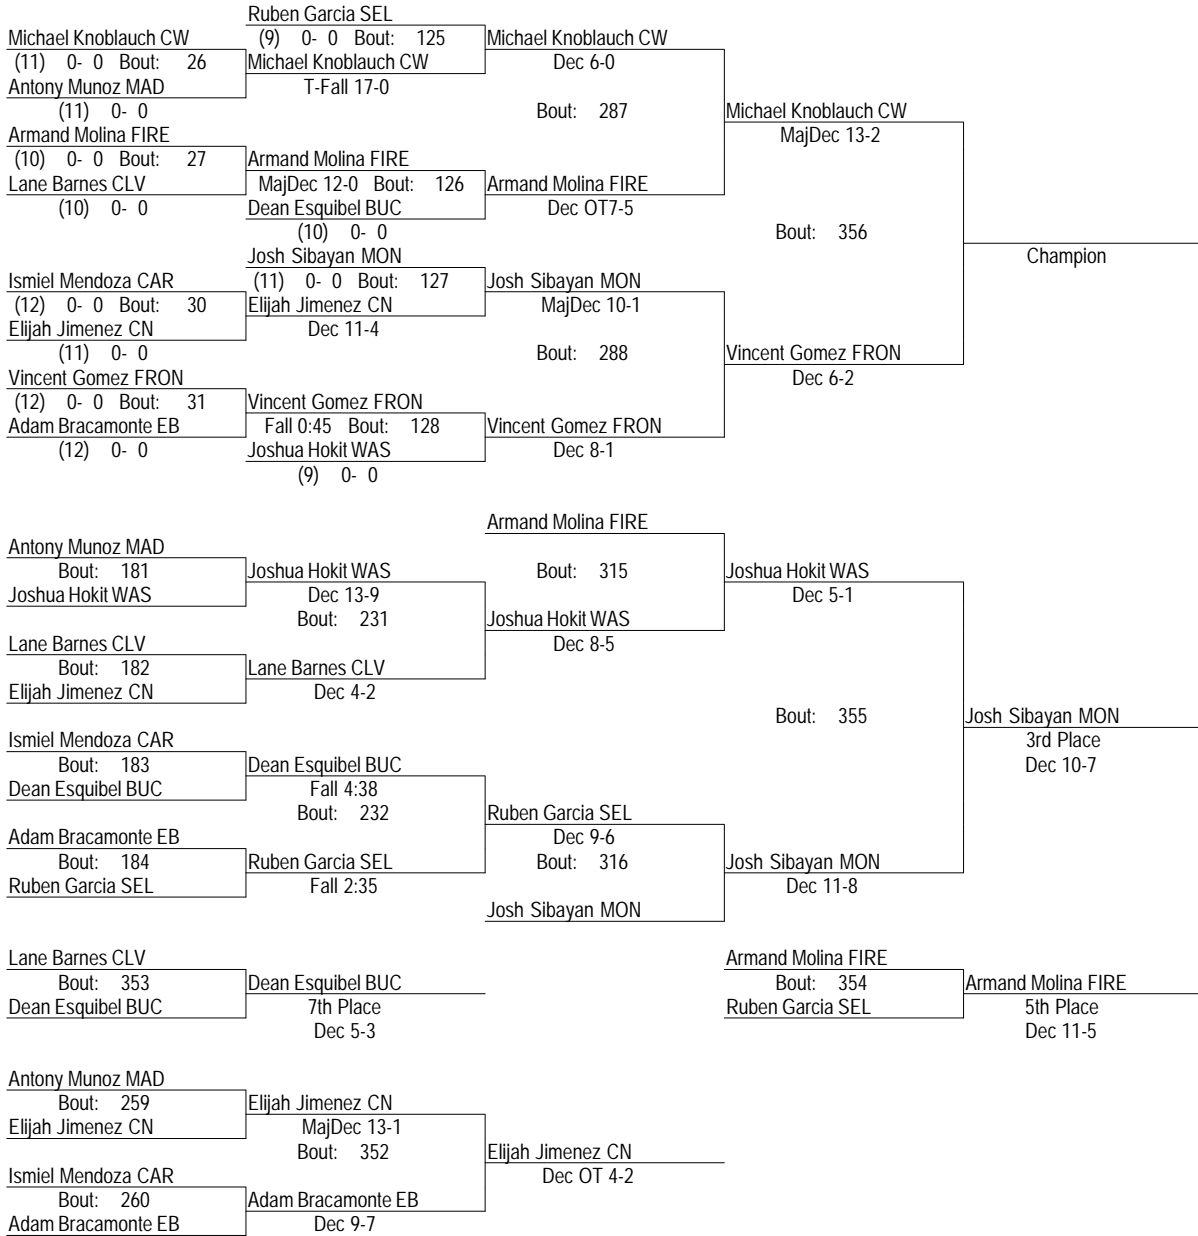 Ruben Garcia SEL
Michael Knoblauch CW (9) 0- 0 Bout: 125 Michael Knoblauch CW
(11) 0- 0 Bout: 26 Michael Knoblauch CW Dec 6-0
Antony Munoz MAD T-Fall 17-0
(11) 0- 0 Bout: 287 Michael Knoblauch CW
Armand Molina FIRE MajDec 13-2
(10) 0- 0 Bout: 27 Armand Molina FIRE
Lane Barnes CLV MajDec 12-0 Bout: 126 Armand Molina FIRE
(10) 0- 0 Dean Esquibel BUC Dec OT7-5
(10) 0- 0 Bout: 356
Josh Sibayan MON Champion
Ismiel Mendoza CAR (11) 0- 0 Bout: 127 Josh Sibayan MON
(12) 0- 0 Bout: 30 Elijah Jimenez CN MajDec 10-1
Elijah Jimenez CN Dec 11-4
(11) 0- 0 Bout: 288 Vincent Gomez FRON
Vincent Gomez FRON Dec 6-2
(12) 0- 0 Bout: 31 Vincent Gomez FRON
Adam Bracamonte EB Fall 0:45 Bout: 128 Vincent Gomez FRON
(12) 0- 0 Joshua Hokit WAS Dec 8-1
(9) 0- 0
Armand Molina FIRE
Antony Munoz MAD
Bout: 181 Joshua Hokit WAS Bout: 315 Joshua Hokit WAS
Joshua Hokit WAS Dec 13-9 Dec 5-1
Bout: 231 Joshua Hokit WAS
Lane Barnes CLV Dec 8-5
Bout: 182 Lane Barnes CLV
Elijah Jimenez CN Dec 4-2
Bout: 355 Josh Sibayan MON
Ismiel Mendoza CAR 3rd Place
Bout: 183 Dean Esquibel BUC Dec 10-7
Dean Esquibel BUC Fall 4:38
Bout: 232 Ruben Garcia SEL
Adam Bracamonte EB Dec 9-6
Bout: 184 Ruben Garcia SEL Bout: 316 Josh Sibayan MON
Ruben Garcia SEL Fall 2:35 Dec 11-8
Josh Sibayan MON
Lane Barnes CLV Armand Molina FIRE
Bout: 353 Dean Esquibel BUC Bout: 354 Armand Molina FIRE
Dean Esquibel BUC 7th Place Ruben Garcia SEL 5th Place
Dec 5-3 Dec 11-5
Antony Munoz MAD
Bout: 259 Elijah Jimenez CN
Elijah Jimenez CN MajDec 13-1
Bout: 352 Elijah Jimenez CN
Ismiel Mendoza CAR Dec OT 4-2
Bout: 260 Adam Bracamonte EB
Adam Bracamonte EB Dec 9-7